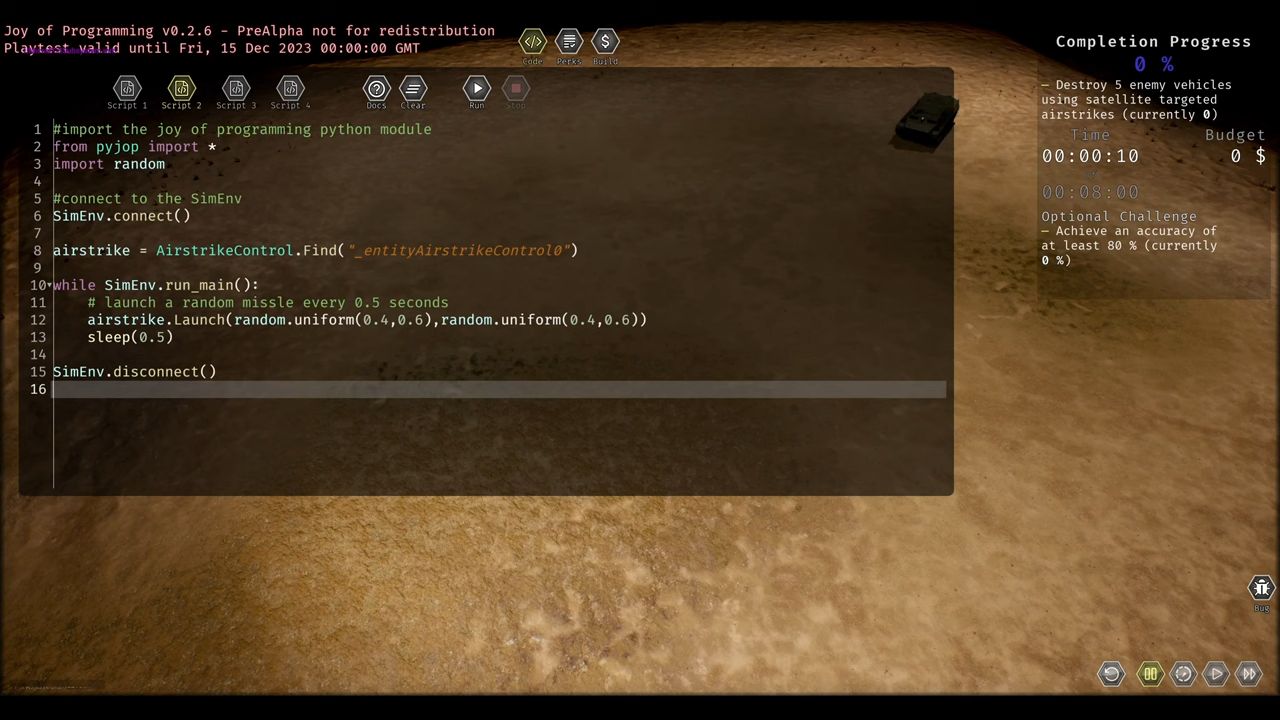 Joy of Programming v0.2.6 - PreAlpha not for redistribution
Playtest valid until Fri, 15 Dec 2023 00:00:00 GMT
Code
Perks
Build
Script 1
Script 2
Script 3
Script 4
Docs
Clear
Run
Stop
1 #import the joy of programming python module
2 from pyjop import *
3 import random
4
5 #connect to the SimEnv
6 SimEnv.connect()
7
8 airstrike = AirstrikeControl.Find("_entityAirstrikeControl0")
9
10 while SimEnv.run_main():
11 # launch a random missle every 0.5 seconds
12 airstrike.Launch(random.uniform(0.4,0.6),random.uniform(0.4,0.6))
13 sleep(0.5)
14
15 SimEnv.disconnect()
16
Completion Progress
0 %
– Destroy 5 enemy vehicles
using satellite targeted
airstrikes (currently 0)
Time
Budget
00:00:10
0 $
00:08:00
Optional Challenge
– Achieve an accuracy of
at least 80 % (currently
0 %)
Bug